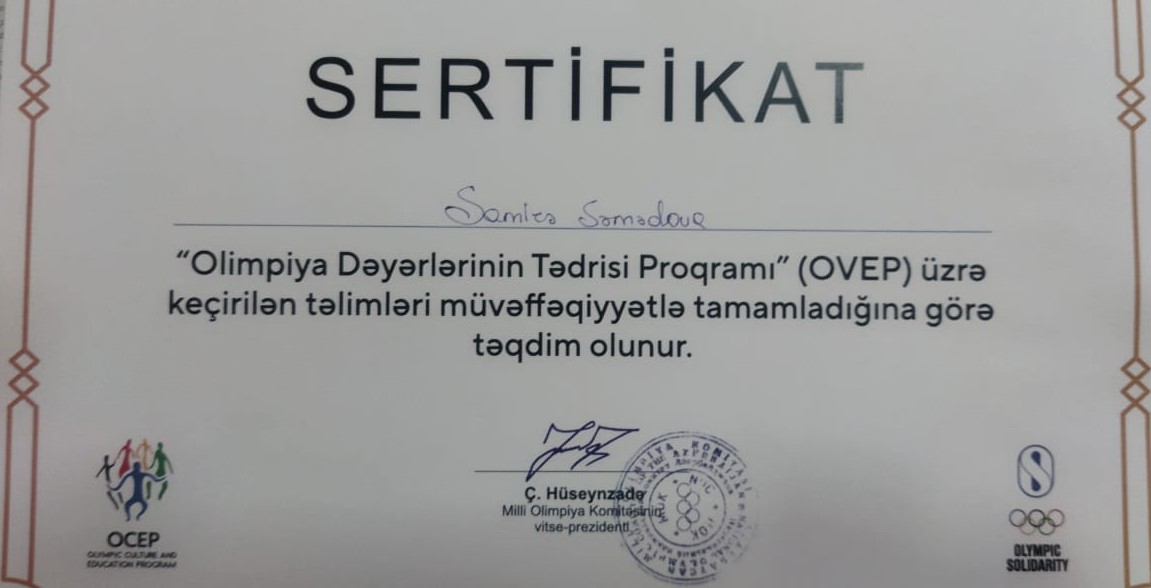 SERTİFİKAT
Samirə Səmədova
“Olimpiya Dəyərlərinin Tədrisi Proqramı” (OVEP) üzrə
keçirilən təlimləri müvəffəqiyyətlə tamamladığına görə
təqdim olunur.
Ç. Hüseynzadə
Milli Olimpiya Komitəsinin
vitse-prezidenti
OCEP
OLYMPIC CULTURE AND
EDUCATION PROGRAM
OLYMPIC
SOLIDARITY